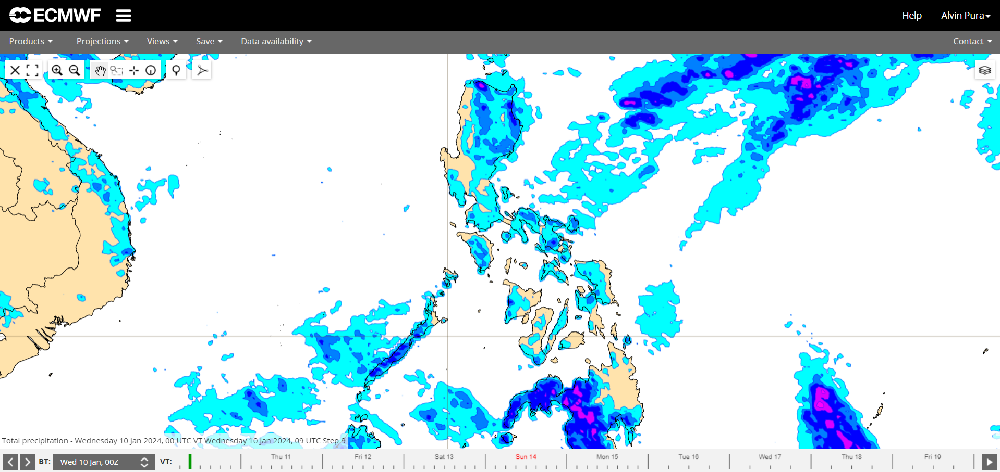 ECMWF
Help Alvin Pura
Products Projections Views Save Data availability Contact
Total precipitation - Wednesday 10 Jan 2024, 00 UTC VT Wednesday 10 Jan 2024, 09 UTC Step 9
BT: Wed 10 Jan, 00Z VT: Thu 11 Fri 12 Sat 13 Sun 14 Mon 15 Tue 16 Wed 17 Thu 18 Fri 19